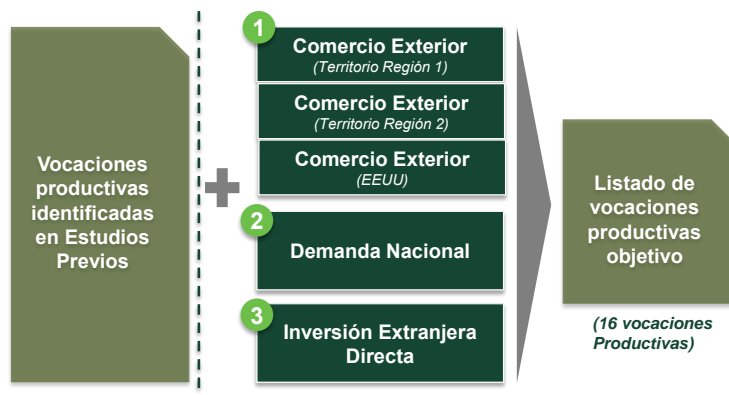 Vocaciones
productivas
identificadas
en Estudios
Previos
1
Comercio Exterior
(Territorio Región 1)
Comercio Exterior
(Territorio Región 2)
Comercio Exterior
(EEUU)
2
Demanda Nacional
3
Inversión Extranjera
Directa
Listado de
vocaciones
productivas
objetivo
(16 vocaciones
Productivas)